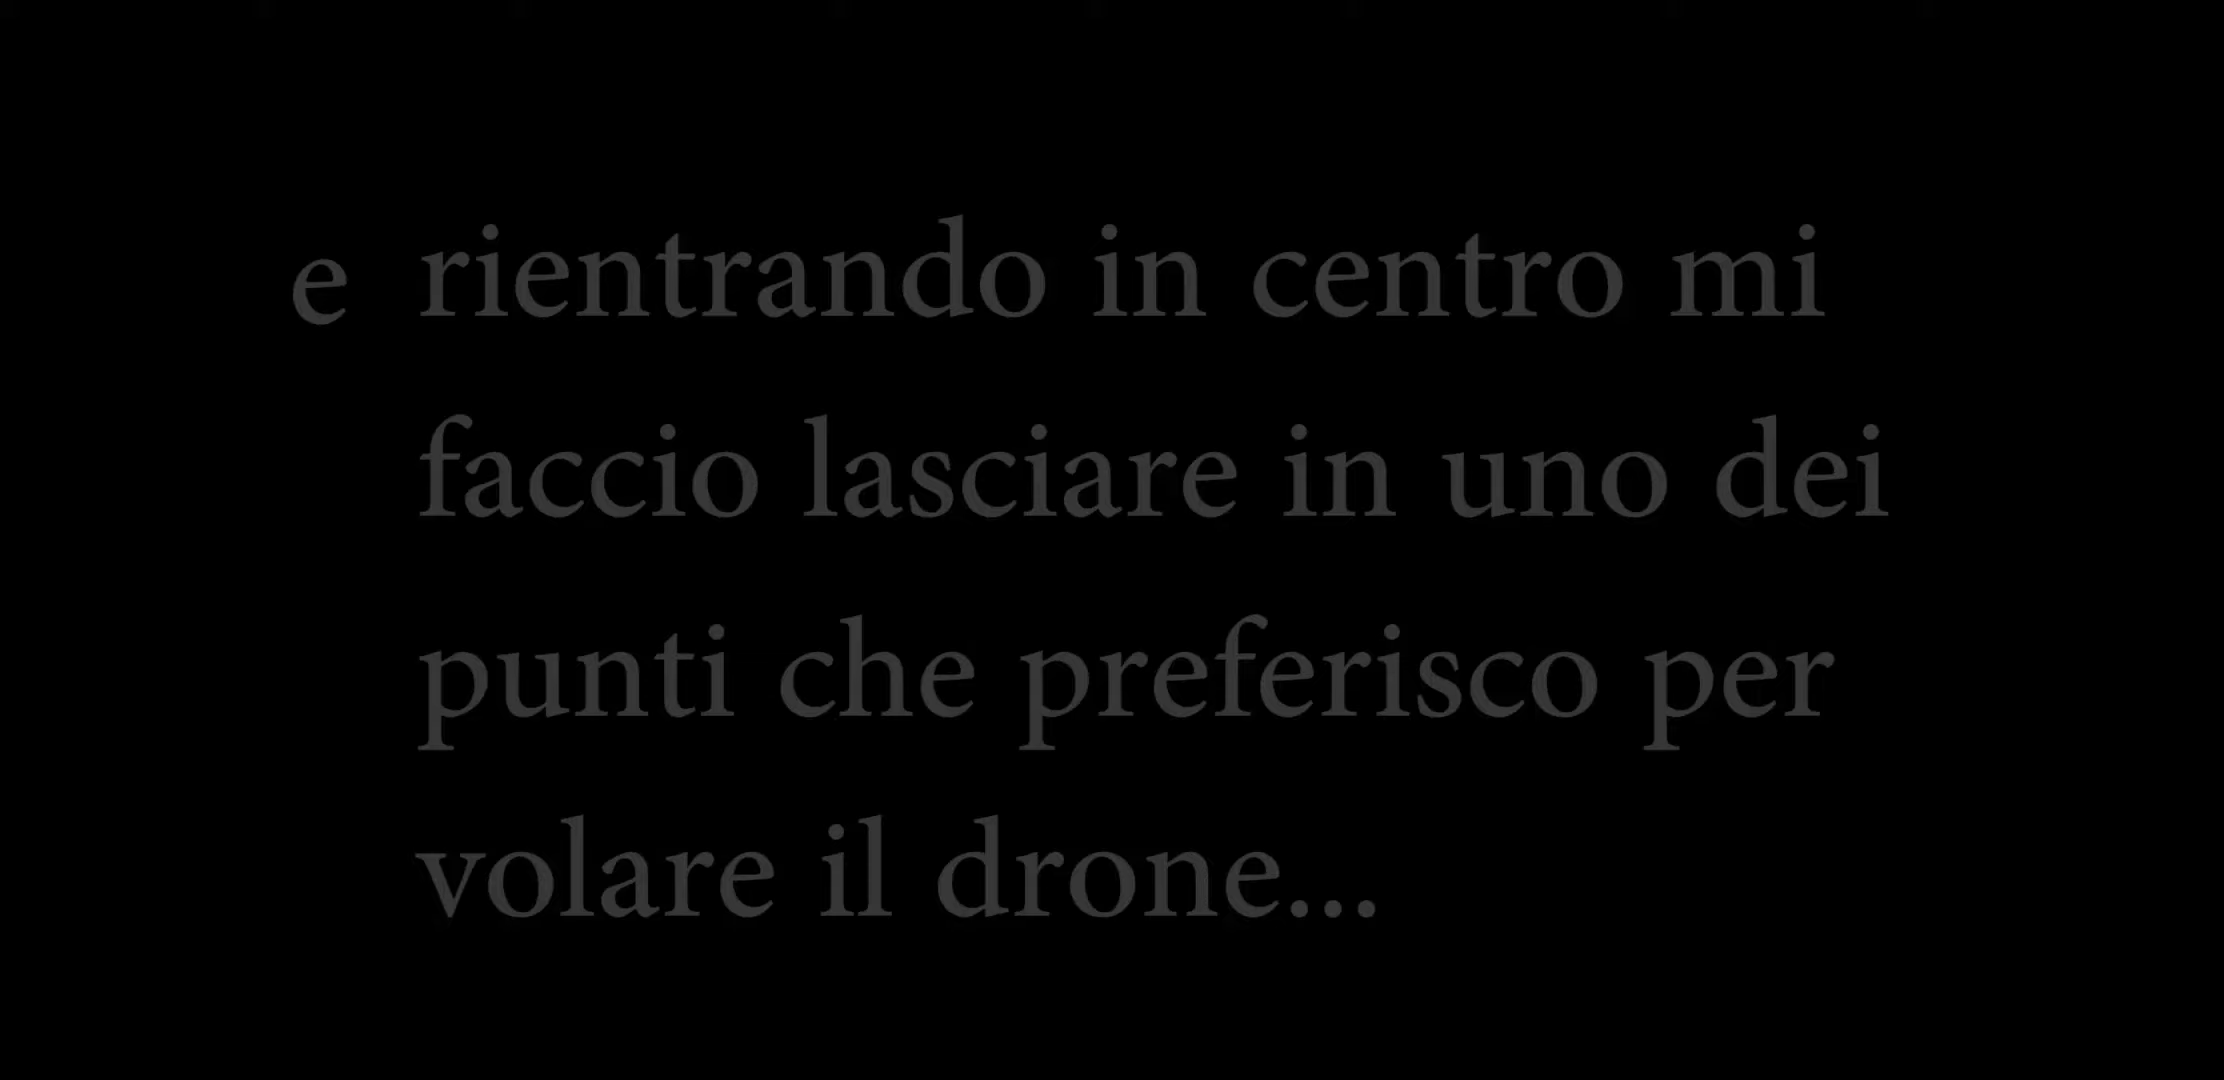 e rientrando in centro mi
faccio lasciare in uno dei
punti che preferisco per
volare il drone...